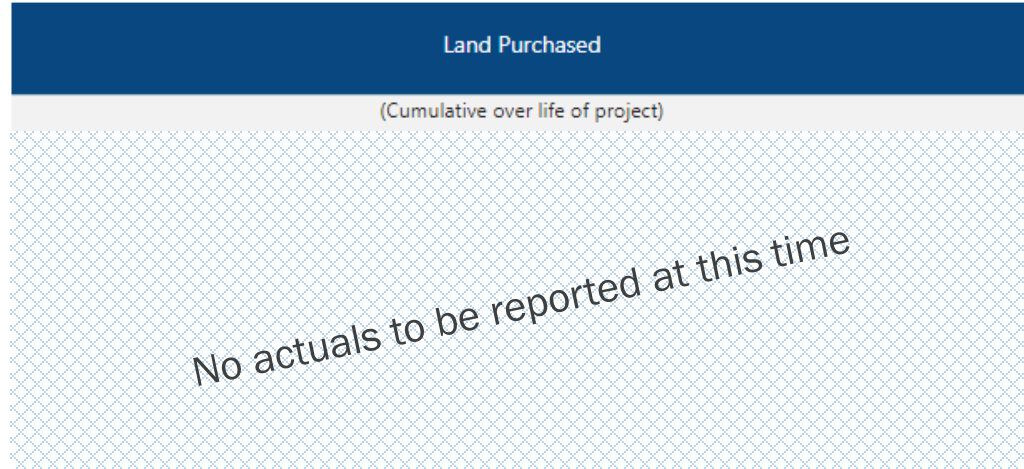 Land Purchased
(Cumulative over life of project)
No actuals to be reported at this time